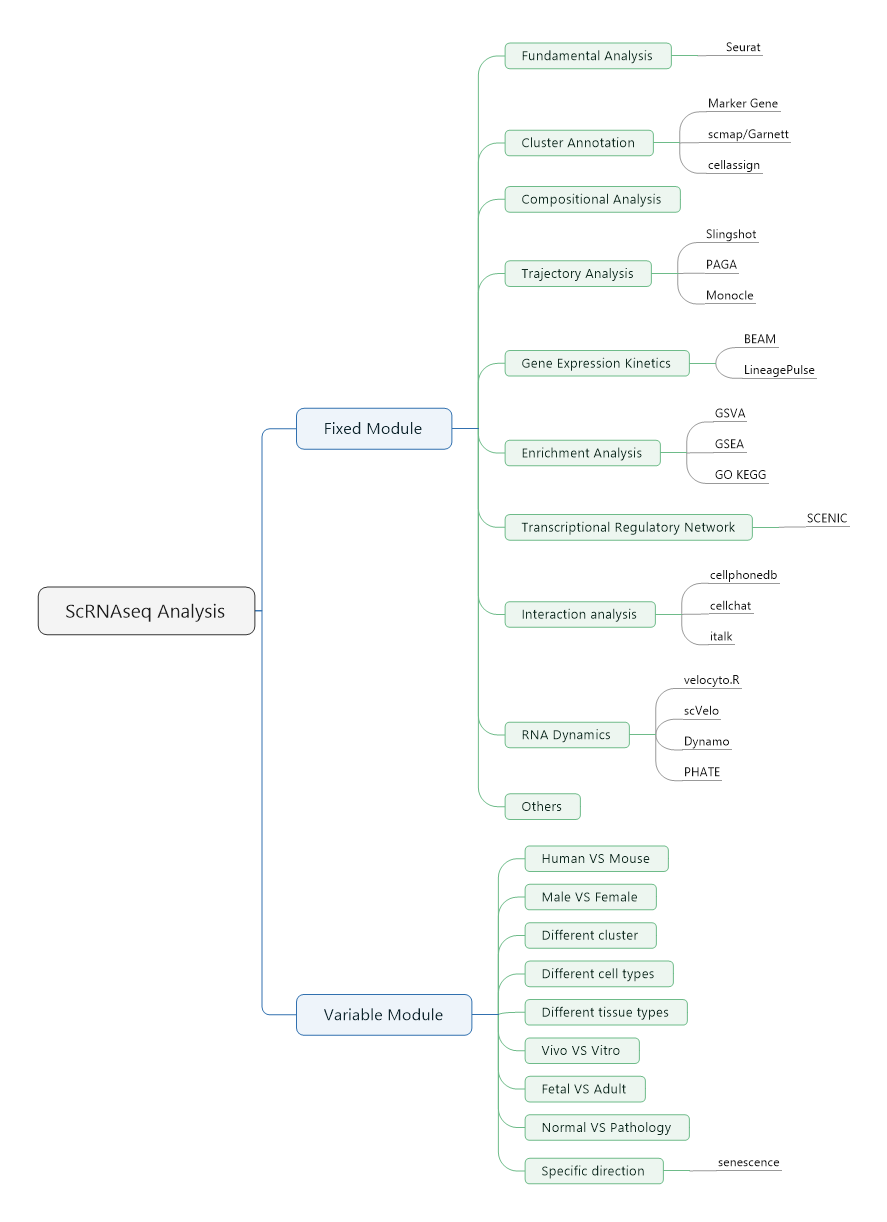 ScRNAseq Analysis
Fixed Module
Fundamental Analysis
Seurat
Cluster Annotation
Marker Gene
scmap/Garnett
cellassign
Compositional Analysis
Trajectory Analysis
Slingshot
PAGA
Monocle
Gene Expression Kinetics
BEAM
LineagePulse
Enrichment Analysis
GSVA
GSEA
GO KEGG
Transcriptional Regulatory Network
SCENIC
Interaction analysis
cellphonedb
cellchat
italk
RNA Dynamics
velocyto.R
scVelo
Dynamo
PHATE
Others
Variable Module
Human VS Mouse
Male VS Female
Different cluster
Different cell types
Different tissue types
Vivo VS Vitro
Fetal VS Adult
Normal VS Pathology
Specific direction
senescence